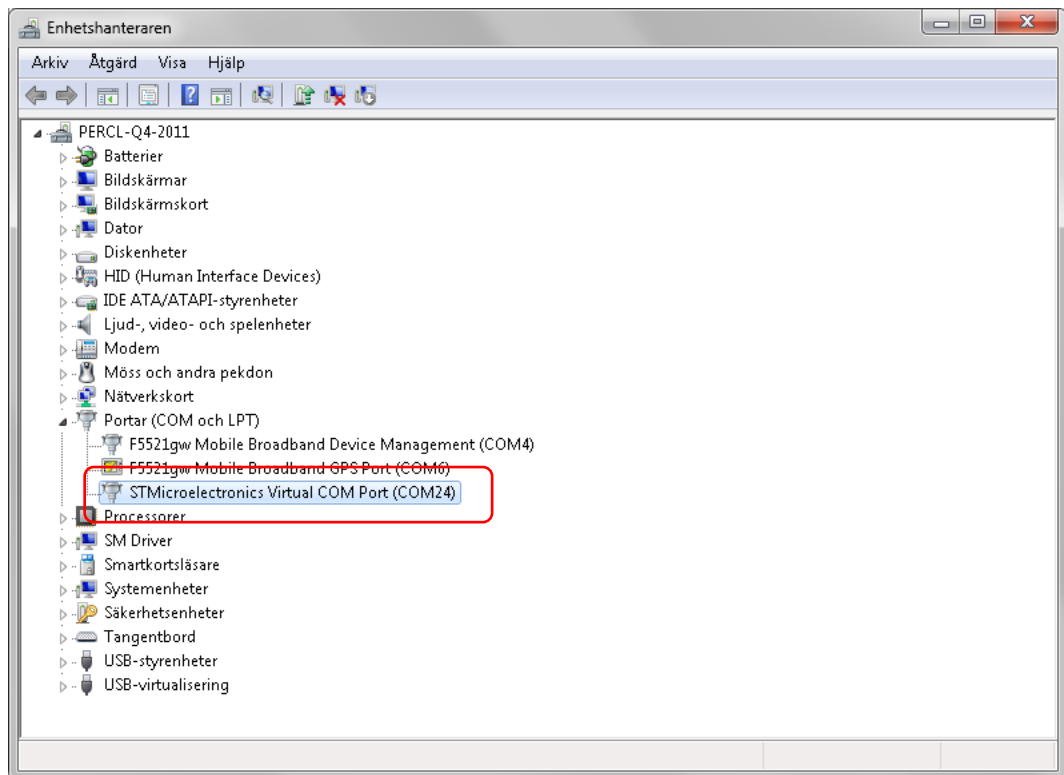 Enhetshanteraren
Arkiv Åtgärd Visa Hjälp
PERCL-Q4-2011
Batterier
Bildskärmar
Bildskärmskort
Dator
Diskenheter
HID (Human Interface Devices)
IDE ATA/ATAPI-styrenheter
Ljud-, video- och spelenheter
Modem
Möss och andra pekdon
Nätverkskort
Portar (COM och LPT)
F5521gw Mobile Broadband Device Management (COM4)
F5521gw Mobile Broadband GPS Port (COM6)
STMicroelectronics Virtual COM Port (COM24)
Processorer
SM Driver
Smartkortsläsare
Systemenheter
Säkerhetsenheter
Tangentbord
USB-styrenheter
USB-virtualisering